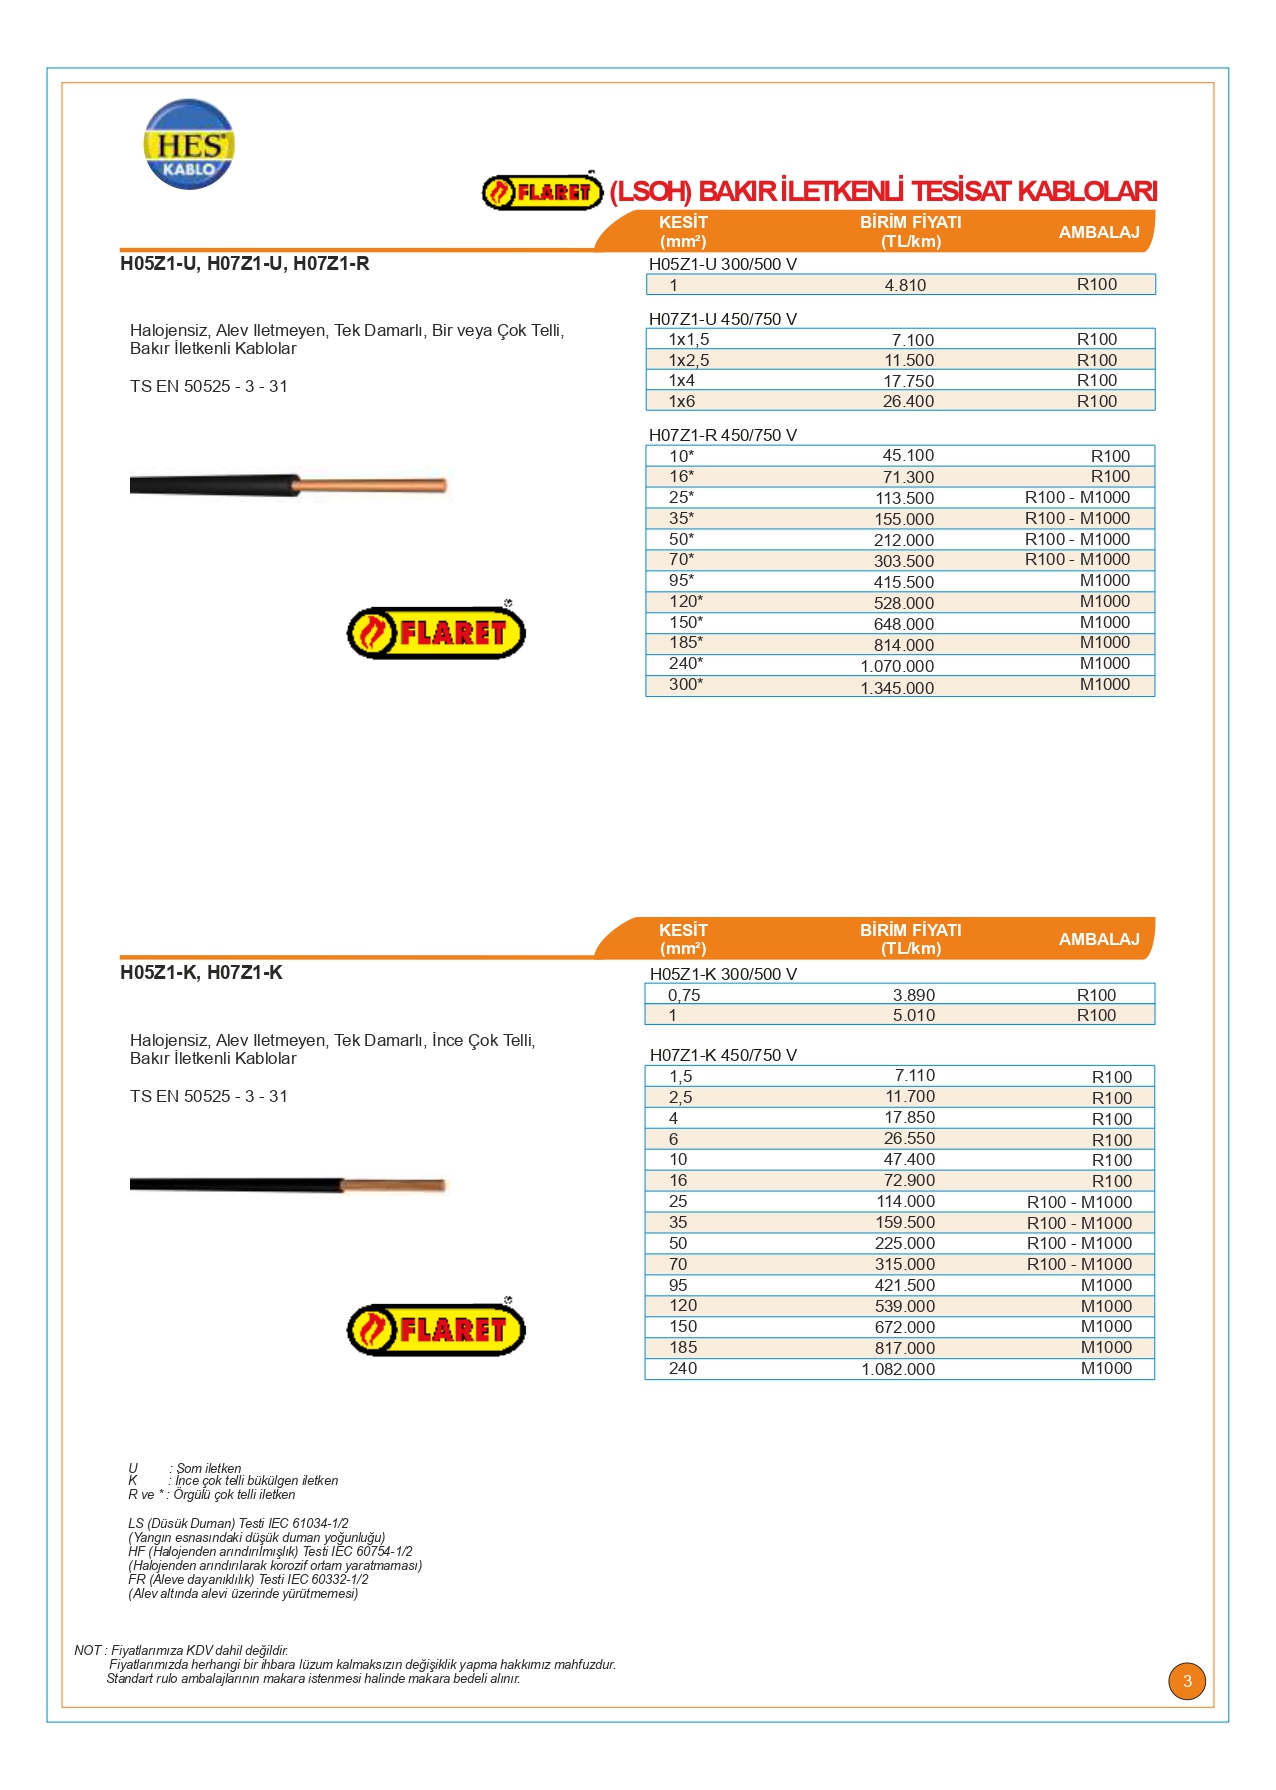 HES
KABLO
FLARET (LSOH) BAKIR İLETKENLİ TESİSAT KABLOLARI
KESİT (mm²) BİRİM FİYATI (TL/km) AMBALAJ
H05Z1-U, H07Z1-U, H07Z1-R
Halojensiz, Alev Iletmeyen, Tek Damarlı, Bir veya Çok Telli,
Bakır İletkenli Kablolar
TS EN 50525 - 3 - 31
FLARET
H05Z1-U 300/500 V
1 4.810 R100
H07Z1-U 450/750 V
1x1,5 7.100 R100
1x2,5 11.500 R100
1x4 17.750 R100
1x6 26.400 R100
H07Z1-R 450/750 V
10* 45.100 R100
16* 71.300 R100
25* 113.500 R100 - M1000
35* 155.000 R100 - M1000
50* 212.000 R100 - M1000
70* 303.500 R100 - M1000
95* 415.500 M1000
120* 528.000 M1000
150* 648.000 M1000
185* 814.000 M1000
240* 1.070.000 M1000
300* 1.345.000 M1000
KESİT (mm²) BİRİM FİYATI (TL/km) AMBALAJ
H05Z1-K, H07Z1-K
Halojensiz, Alev Iletmeyen, Tek Damarlı, İnce Çok Telli,
Bakır İletkenli Kablolar
TS EN 50525 - 3 - 31
FLARET
H05Z1-K 300/500 V
0,75 3.890 R100
1 5.010 R100
H07Z1-K 450/750 V
1,5 7.110 R100
2,5 11.700 R100
4 17.850 R100
6 26.550 R100
10 47.400 R100
16 72.900 R100
25 114.000 R100 - M1000
35 159.500 R100 - M1000
50 225.000 R100 - M1000
70 315.000 R100 - M1000
95 421.500 M1000
120 539.000 M1000
150 672.000 M1000
185 817.000 M1000
240 1.082.000 M1000
U : Som iletken
K : İnce çok telli bükülgen iletken
R ve * : Örgülü çok telli iletken
LS (Düsük Duman) Testi IEC 61034-1/2
(Yangın esnasındaki düşük duman yoğunluğu)
HF (Halojenden arındırılmışlık) Testi IEC 60754-1/2
(Halojenden arındırılarak korozif ortam yaratmaması)
FR (Aleve dayanıklılık) Testi IEC 60332-1/2
(Alev altında alevi üzerinde yürütmemesi)
NOT : Fiyatlarımıza KDV dahil değildir.
Fiyatlarımızda herhangi bir ihbara lüzum kalmaksızın değişiklik yapma hakkımız mahfuzdur.
Standart rulo ambalajlarının makara istenmesi halinde makara bedeli alınır.
3